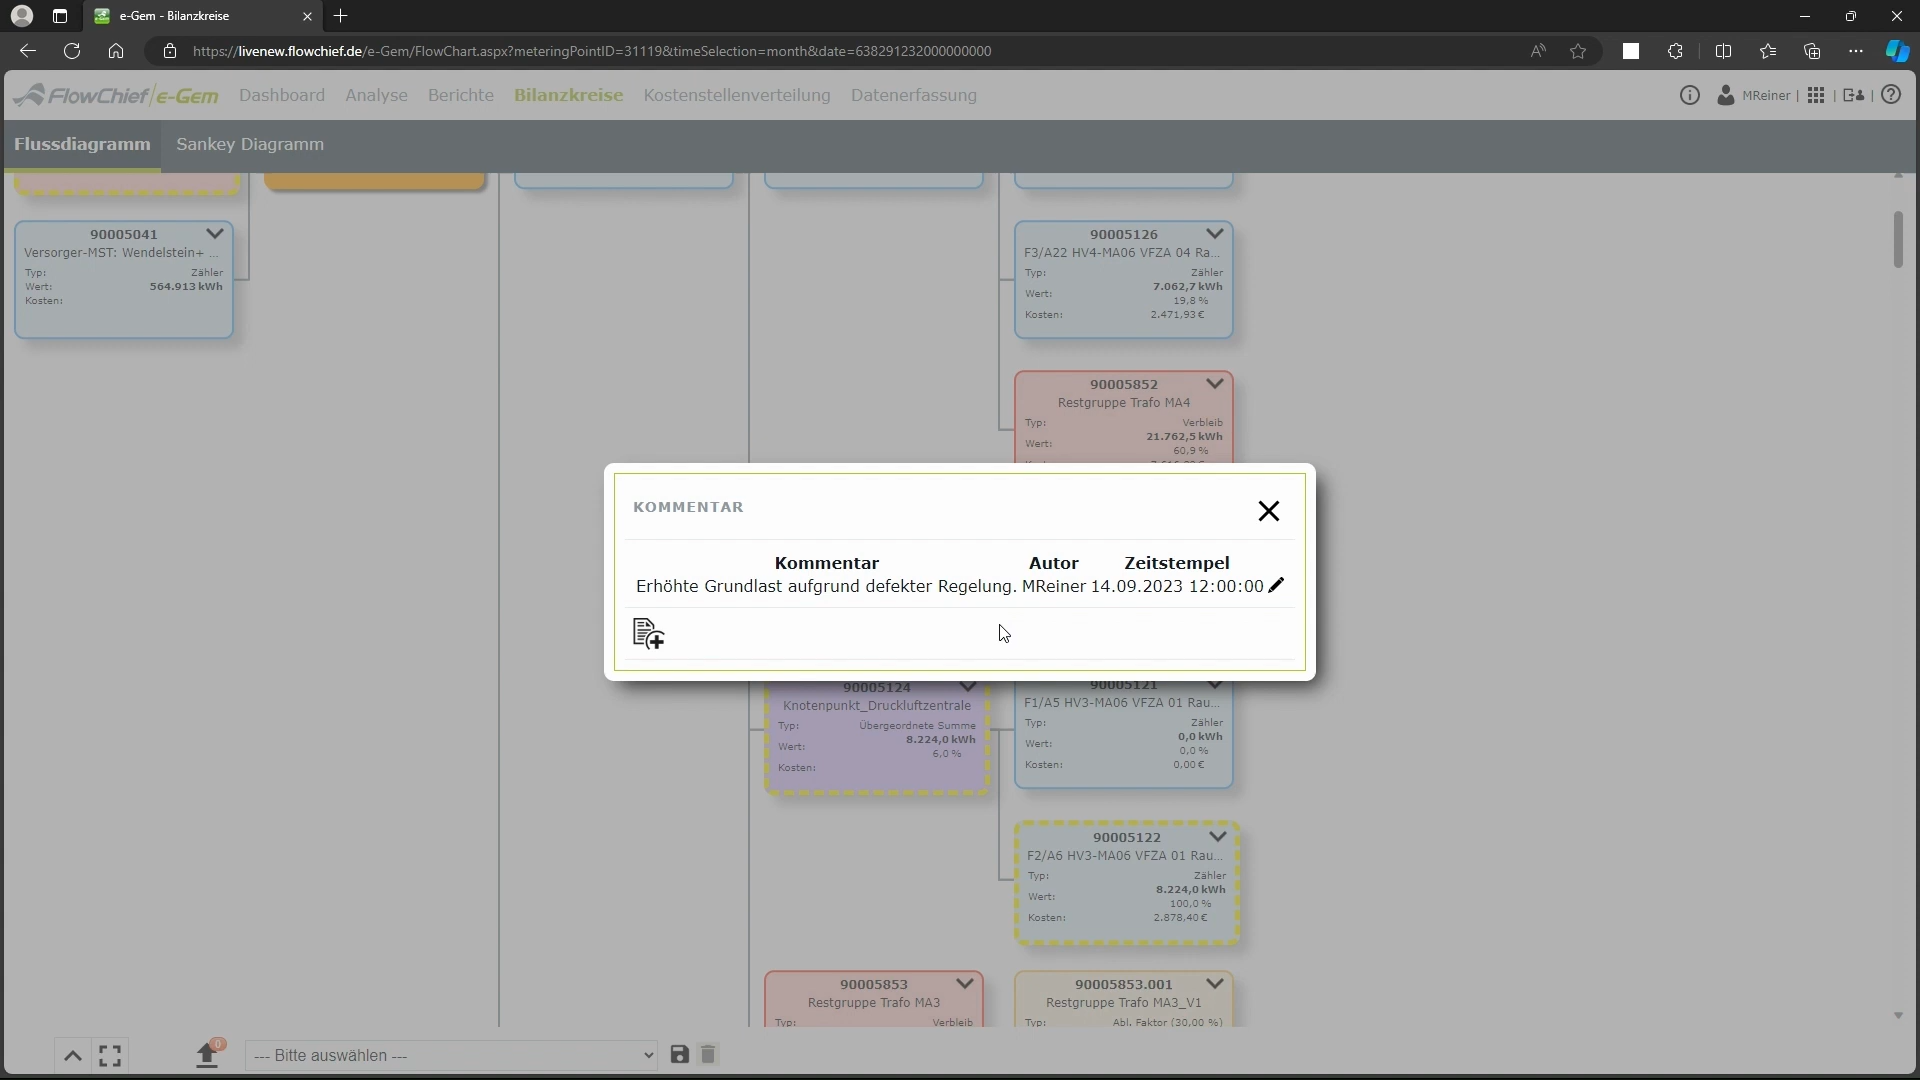 e-Gem - Bilanzkreise
https://livenew.flowchief.de/e-Gem/FlowChart.aspx?meteringPointID=31119&timeSelection=month&date=638291232000000000
FlowChief/e-Gem Dashboard Analyse Berichte Bilanzkreise Kostenstellenverteilung Datenerfassung MReiner
Flussdiagramm Sankey Diagramm
90005041
Versorger-MST: Wendelstein+ ...
Typ: Zähler
Wert: 564.913 kWh
Kosten:
90005126
F3/A22 HV4-MA06 VFZA 04 Ra...
Typ: Zähler
Wert: 7.062,7 kWh
19,8 %
Kosten: 2.471,93 €
90005852
Restgruppe Trafo MA4
Typ: Verbleib
Wert: 21.762,5 kWh
60,9 %
KOMMENTAR
Kommentar Autor Zeitstempel
Erhöhte Grundlast aufgrund defekter Regelung. MReiner 14.09.2023 12:00:00
90005124
Knotenpunkt_Druckluftzentrale
Typ: Übergeordnete Summe
Wert: 8.224,0 kWh
6,0 %
Kosten:
90005121
F1/A5 HV3-MA06 VFZA 01 Rau...
Typ: Zähler
Wert: 0,0 kWh
0,0 %
Kosten: 0,00 €
90005122
F2/A6 HV3-MA06 VFZA 01 Rau...
Typ: Zähler
Wert: 8.224,0 kWh
100,0 %
Kosten: 2.878,40 €
90005853
Restgruppe Trafo MA3
Typ: Verbleib
90005853.001
Restgruppe Trafo MA3_V1
Typ: Abl. Faktor (30,00 %)
0
--- Bitte auswählen ---